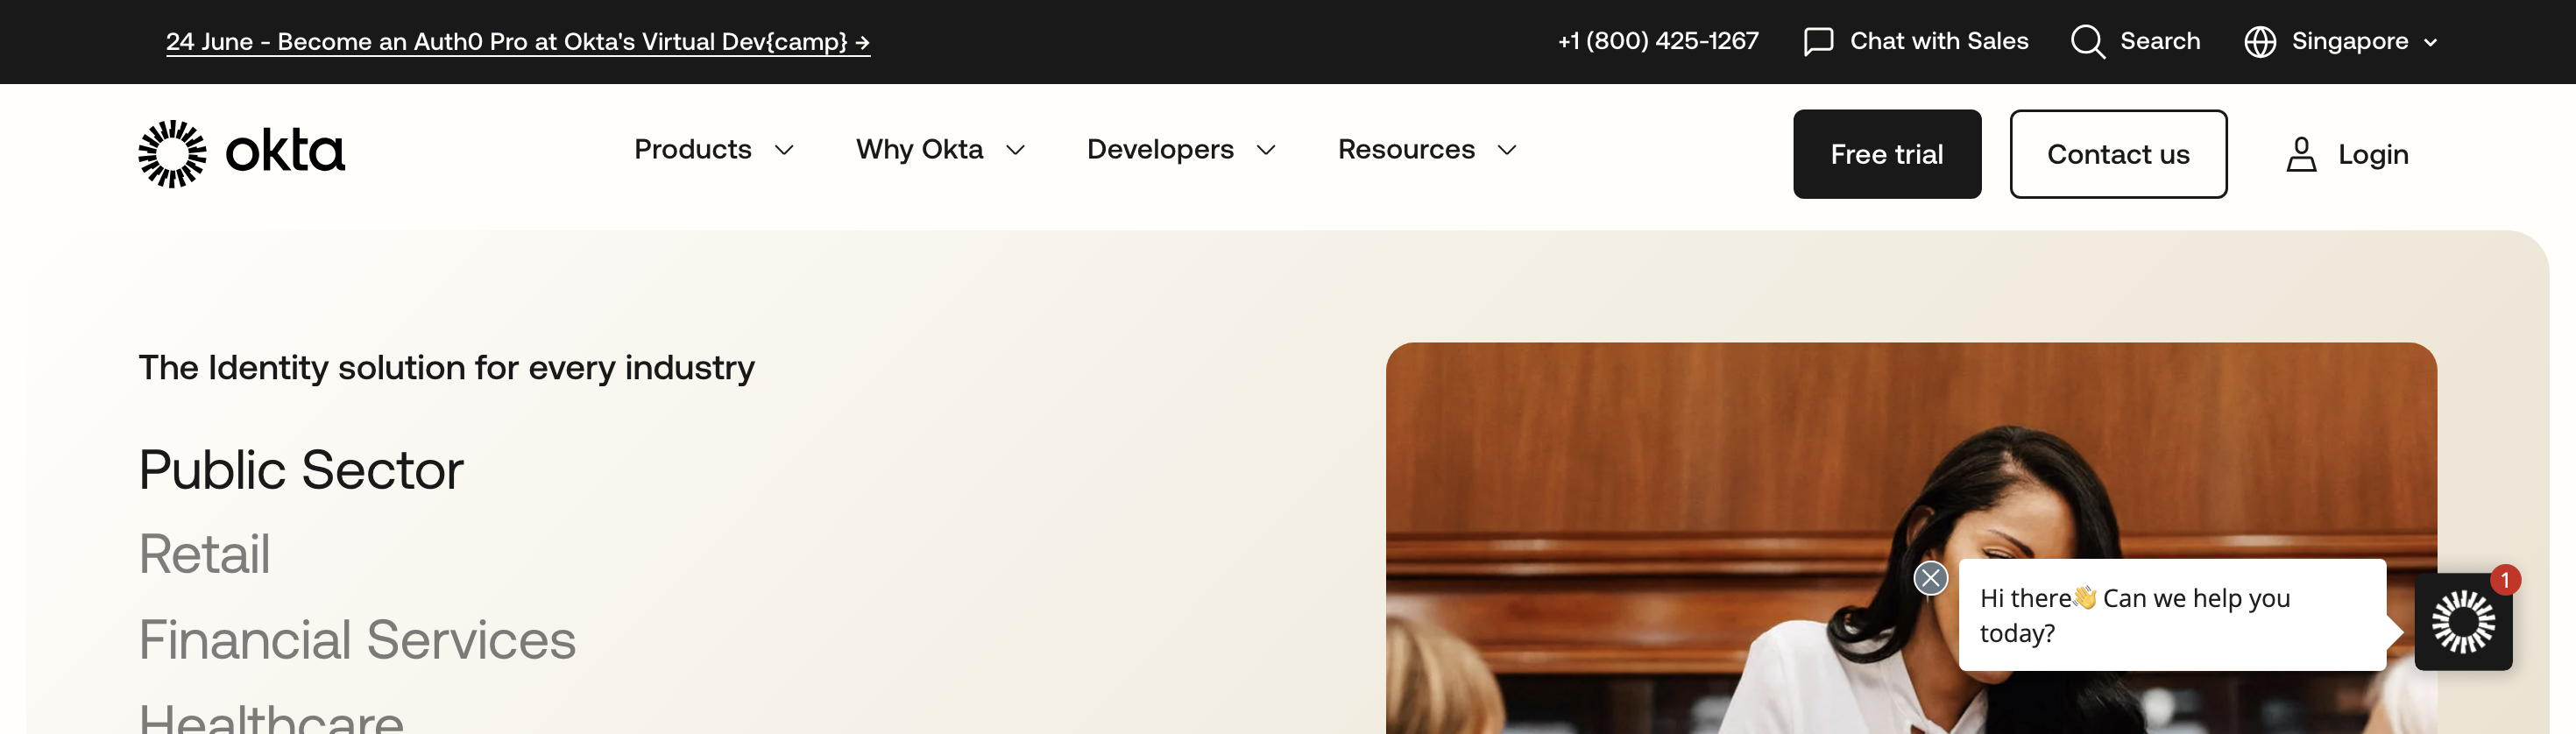 24 June - Become an Auth0 Pro at Okta's Virtual Dev{camp} →
+1 (800) 425-1267
Chat with Sales
Search
Singapore
okta
Products
Why Okta
Developers
Resources
Free trial
Contact us
Login
The Identity solution for every industry
Public Sector
Retail
Financial Services
Healthcare
Hi there👋 Can we help you
today?
1